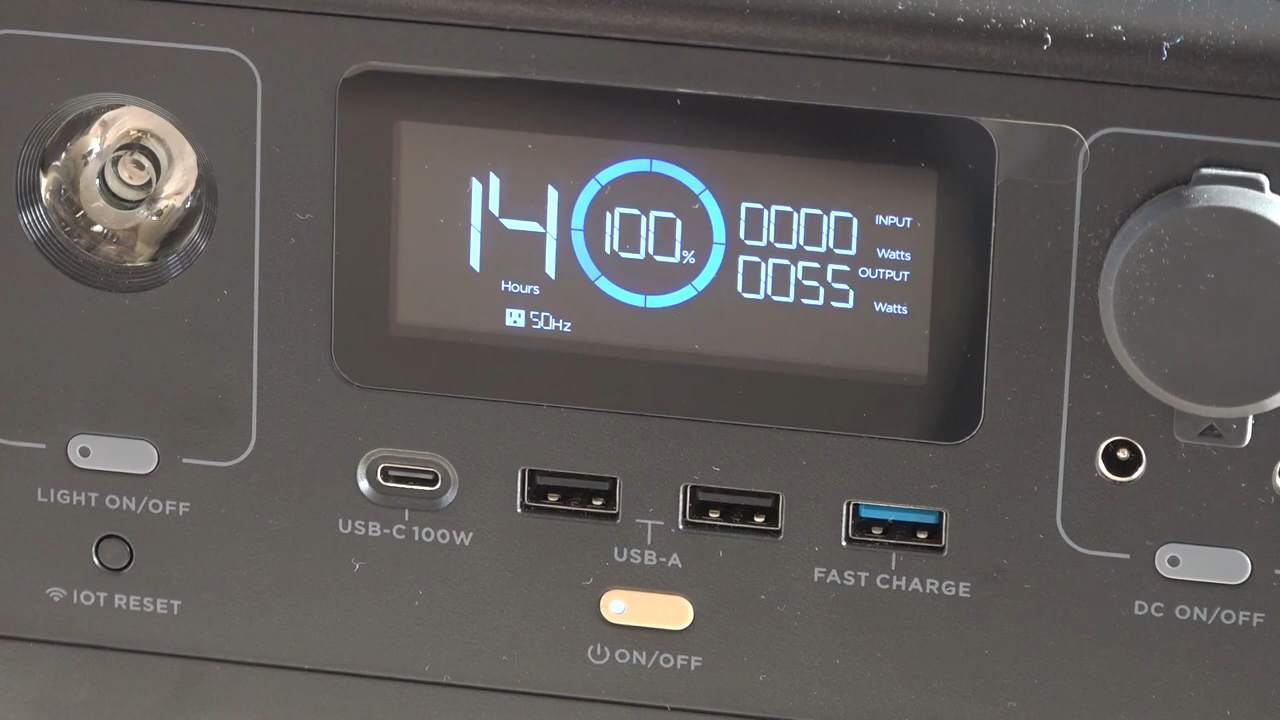 14
Hours
50Hz
100%
0000 INPUT
Watts
0055 OUTPUT
Watts
LIGHT ON/OFF
IOT RESET
USB-C 100W
USB-A
FAST CHARGE
ON/OFF
DC ON/OFF